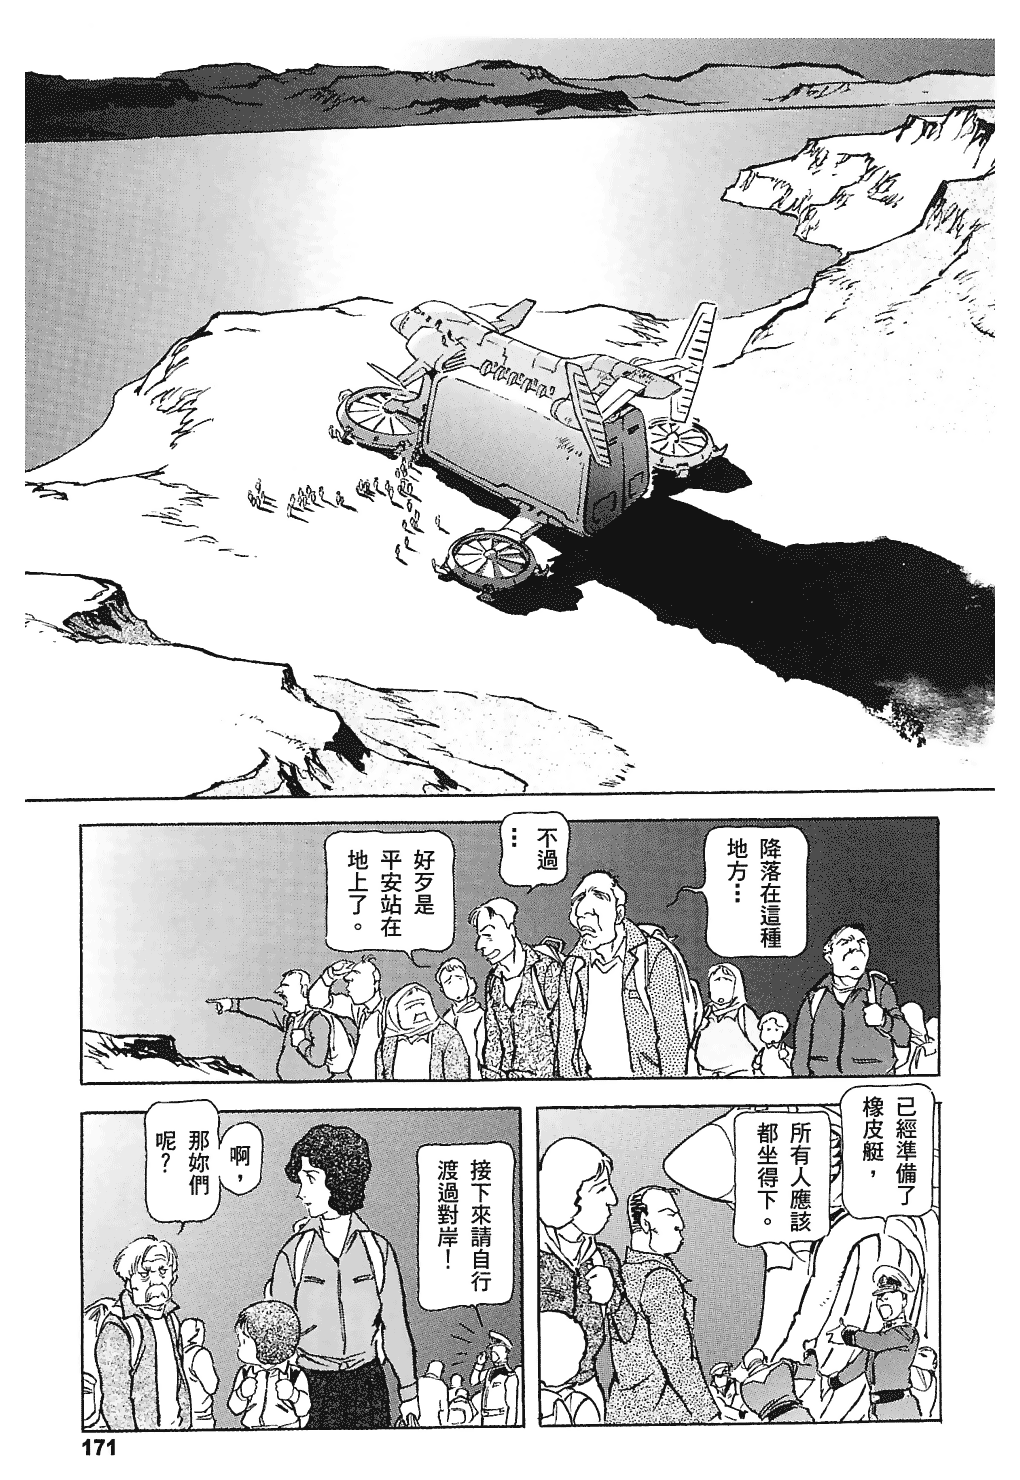 降落在這種
地方⋯
不過
⋯
好歹是
平安站在
地上了。
已經準備了
橡皮艇，
所有人應該
都坐得下。
接下來請自行
渡過對岸！
啊，
那妳們
呢？
171